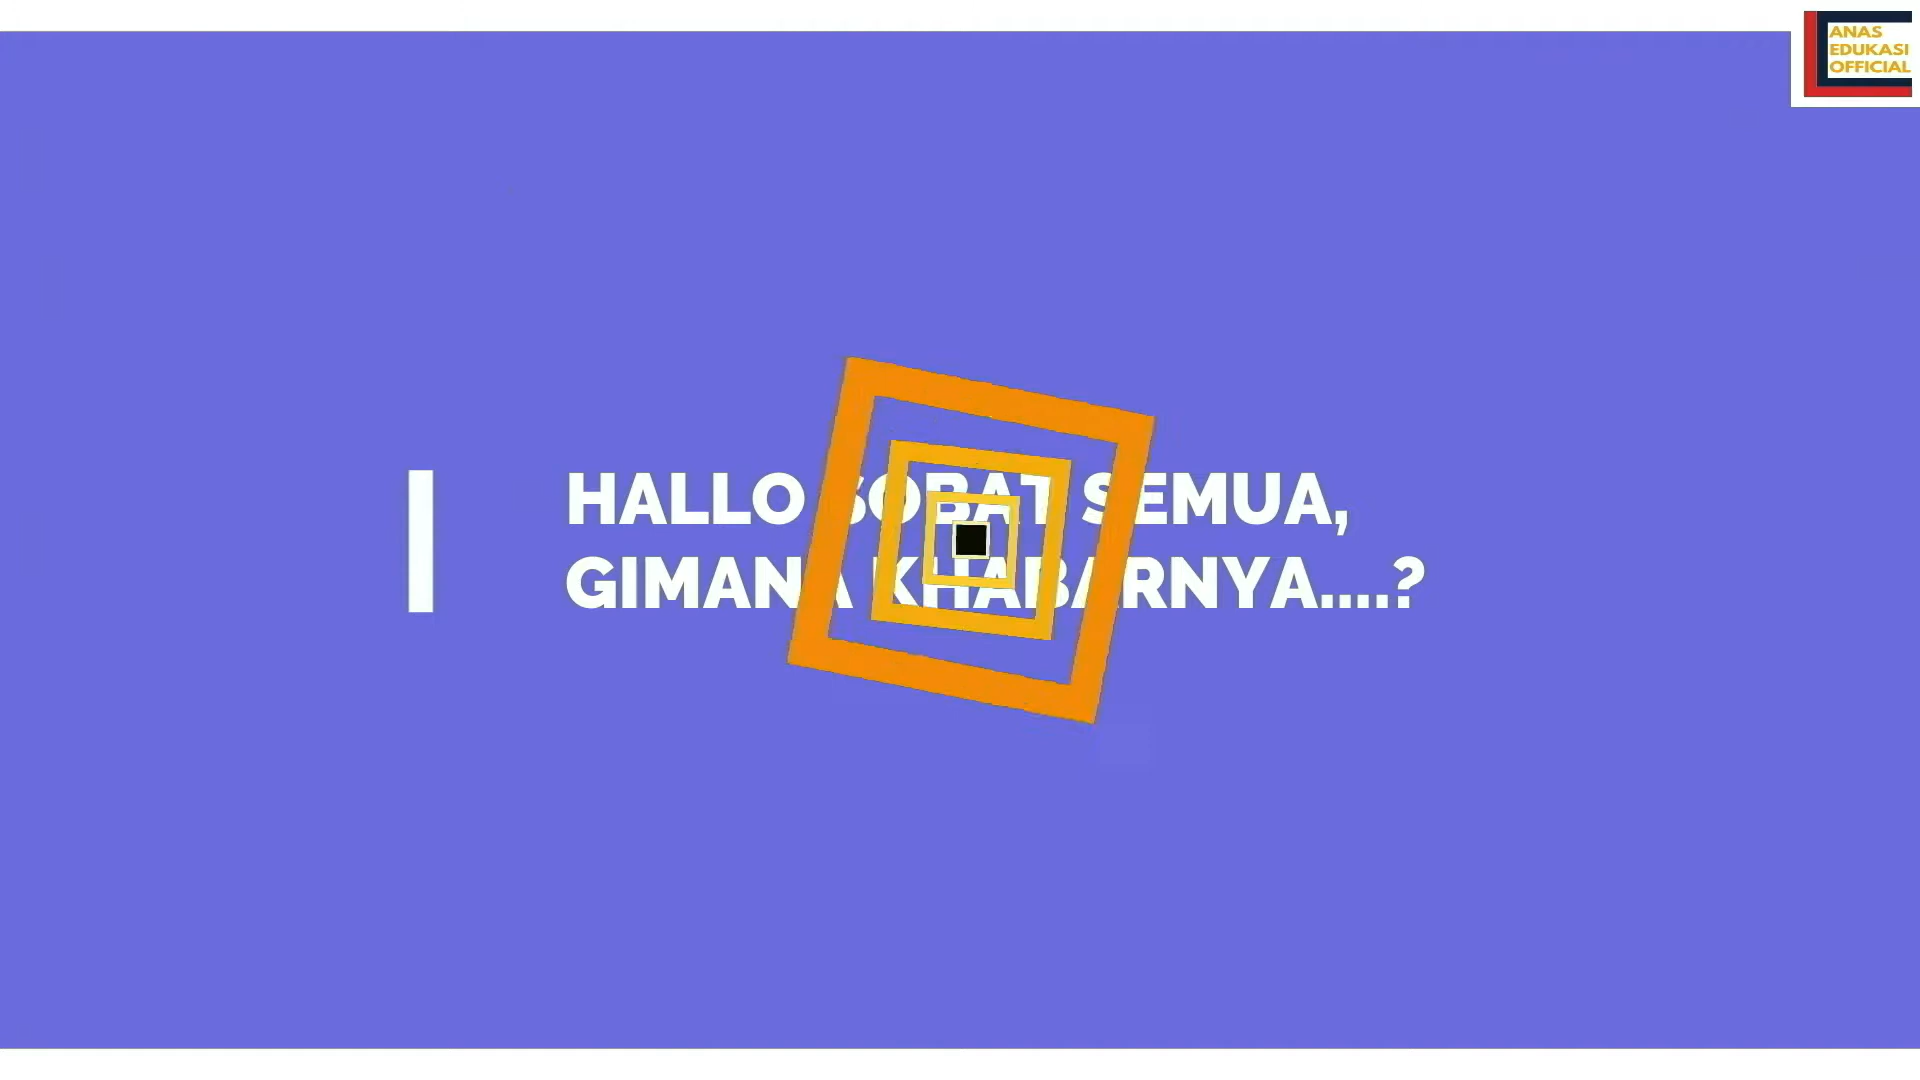 ANAS
EDUKASI
OFFICIAL
HALLO SOBAT SEMUA,
GIMANA KHABARNYA....?